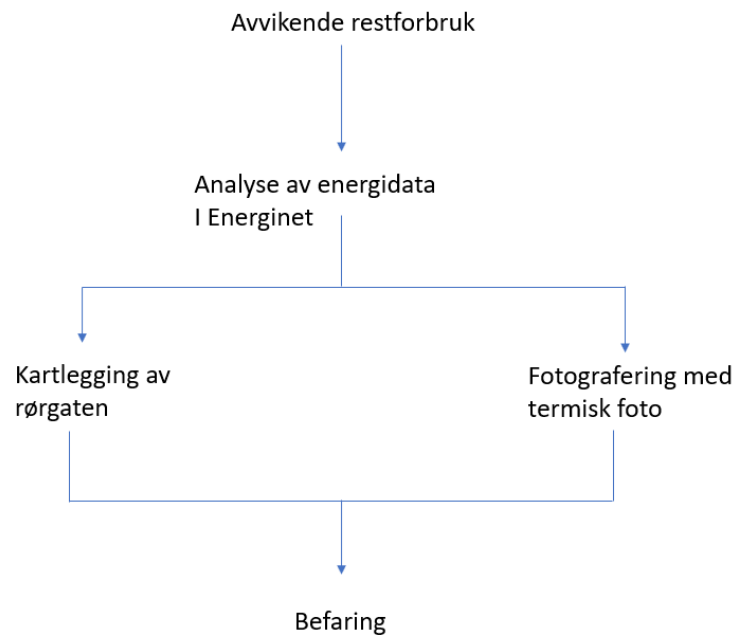 Avvikende restforbruk
Analyse av energidata
I Energinet
Kartlegging av
rørgaten
Fotografering med
termisk foto
Befaring